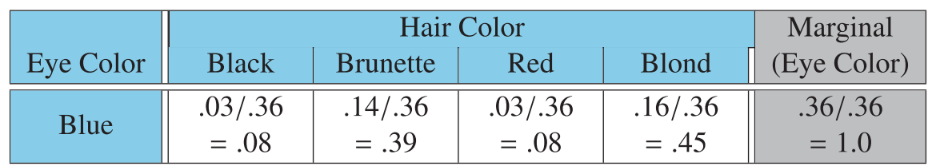 Hair Color Marginal
Eye Color Black Brunette Red Blond (Eye Color)
Blue .03/.36 .14/.36 .03/.36 .16/.36 .36/.36
= .08 = .39 = .08 = .45 = 1.0